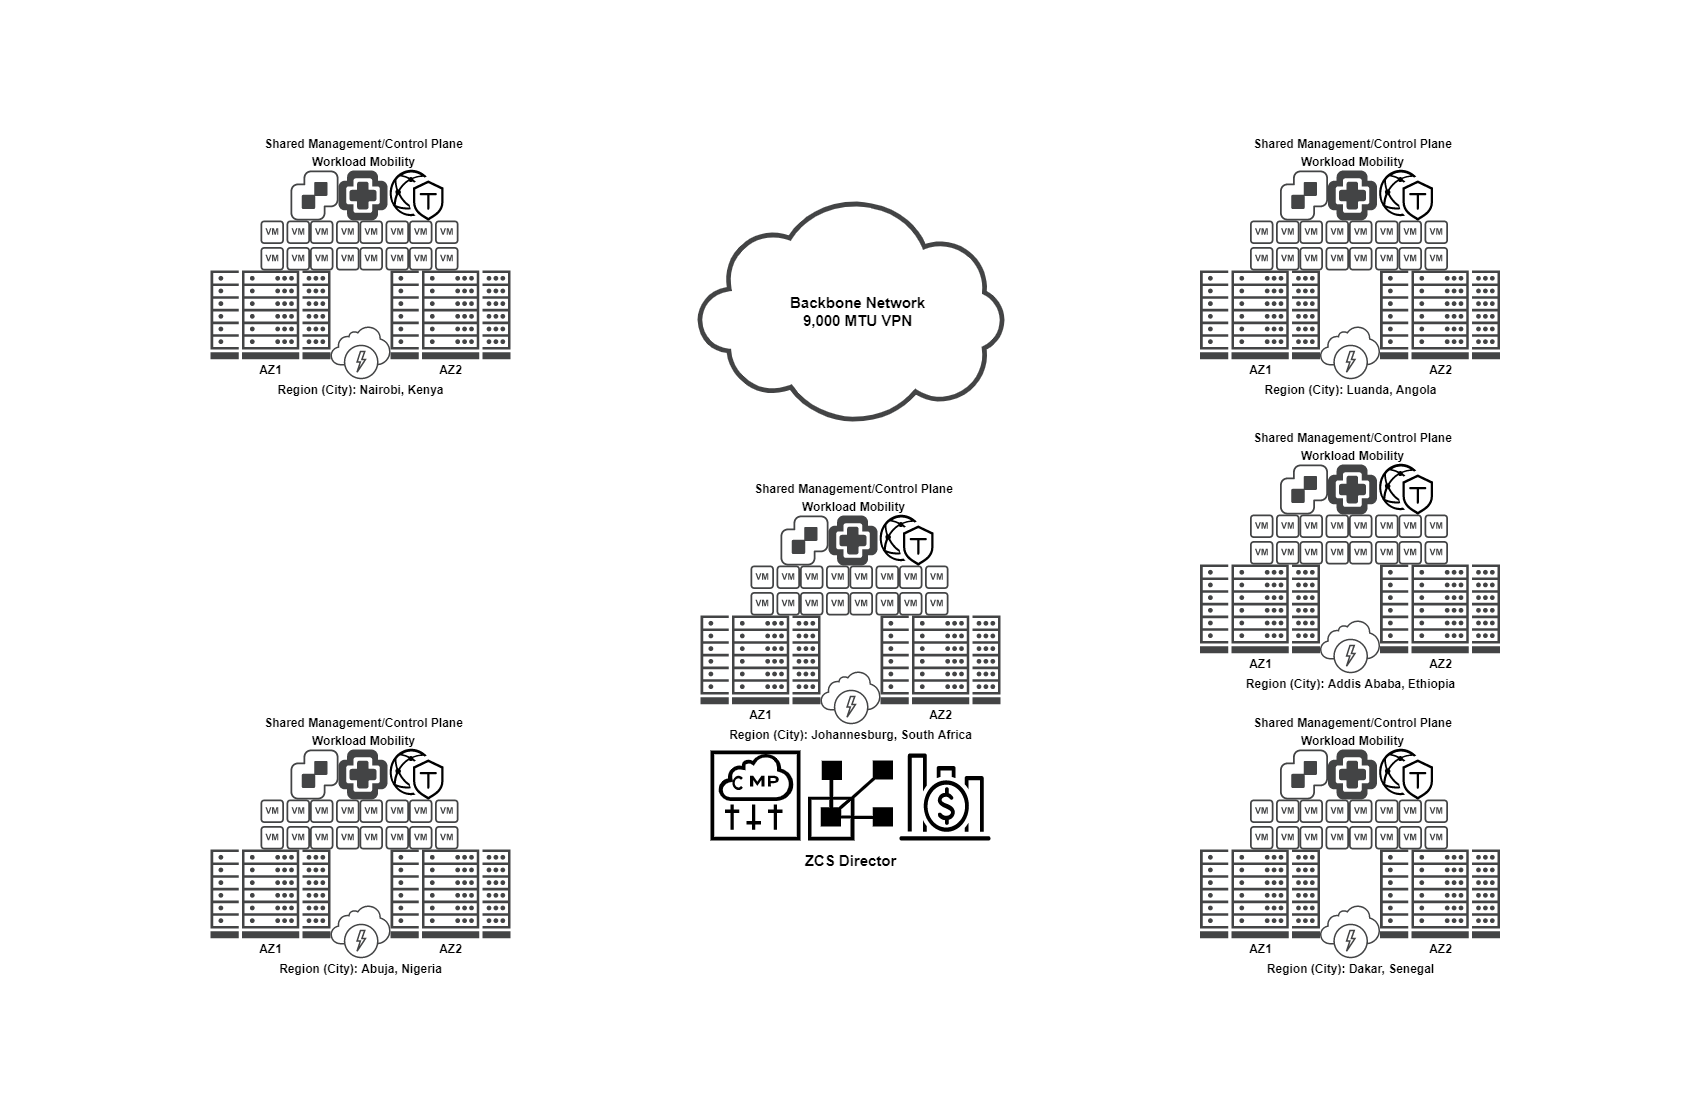 Shared Management/Control Plane
Workload Mobility
T
VM VM VM VM VM VM VM VM
VM VM VM VM VM VM VM VM
AZ1 AZ2
Region (City): Nairobi, Kenya
Backbone Network
9,000 MTU VPN
Shared Management/Control Plane
Workload Mobility
T
VM VM VM VM VM VM VM VM
VM VM VM VM VM VM VM VM
AZ1 AZ2
Region (City): Luanda, Angola
Shared Management/Control Plane
Workload Mobility
T
VM VM VM VM VM VM VM VM
VM VM VM VM VM VM VM VM
AZ1 AZ2
Region (City): Addis Ababa, Ethiopia
Shared Management/Control Plane
Workload Mobility
T
VM VM VM VM VM VM VM VM
VM VM VM VM VM VM VM VM
AZ1 AZ2
Region (City): Johannesburg, South Africa
CMP
$
ZCS Director
Shared Management/Control Plane
Workload Mobility
T
VM VM VM VM VM VM VM VM
VM VM VM VM VM VM VM VM
AZ1 AZ2
Region (City): Abuja, Nigeria
Shared Management/Control Plane
Workload Mobility
T
VM VM VM VM VM VM VM VM
VM VM VM VM VM VM VM VM
AZ1 AZ2
Region (City): Dakar, Senegal